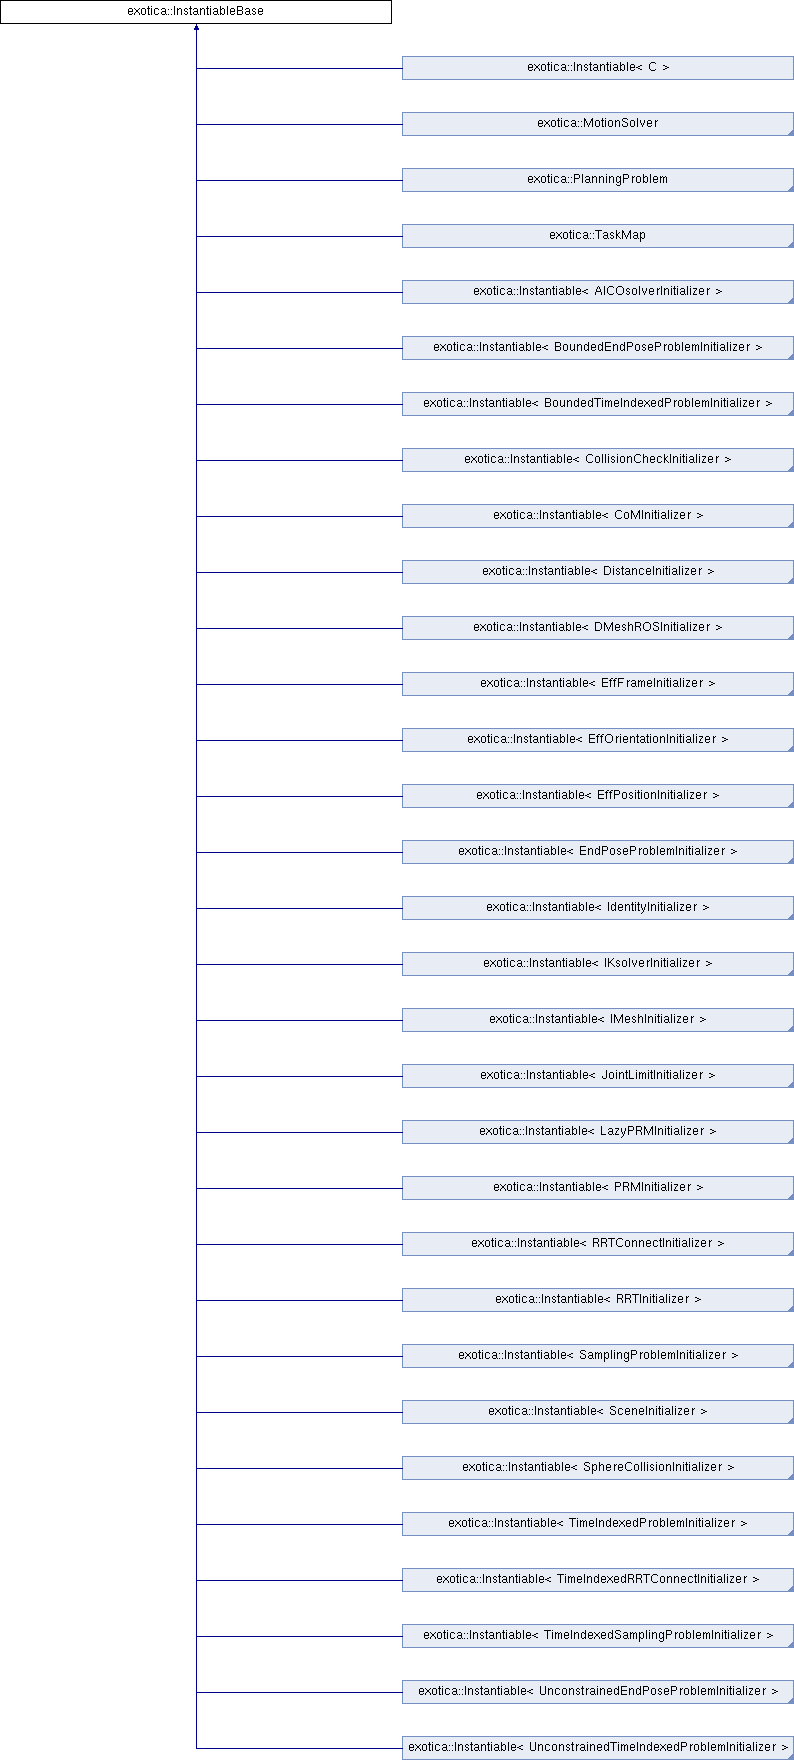 exotica::InstantiableBase
exotica::Instantiable< C >
exotica::MotionSolver
exotica::PlanningProblem
exotica::TaskMap
exotica::Instantiable< AICOsolverInitializer >
exotica::Instantiable< BoundedEndPoseProblemInitializer >
exotica::Instantiable< BoundedTimeIndexedProblemInitializer >
exotica::Instantiable< CollisionCheckInitializer >
exotica::Instantiable< CoMInitializer >
exotica::Instantiable< DistanceInitializer >
exotica::Instantiable< DMeshROSInitializer >
exotica::Instantiable< EffFrameInitializer >
exotica::Instantiable< EffOrientationInitializer >
exotica::Instantiable< EffPositionInitializer >
exotica::Instantiable< EndPoseProblemInitializer >
exotica::Instantiable< IdentityInitializer >
exotica::Instantiable< IKsolverInitializer >
exotica::Instantiable< IMeshInitializer >
exotica::Instantiable< JointLimitInitializer >
exotica::Instantiable< LazyPRMInitializer >
exotica::Instantiable< PRMInitializer >
exotica::Instantiable< RRTConnectInitializer >
exotica::Instantiable< RRTInitializer >
exotica::Instantiable< SamplingProblemInitializer >
exotica::Instantiable< SceneInitializer >
exotica::Instantiable< SphereCollisionInitializer >
exotica::Instantiable< TimeIndexedProblemInitializer >
exotica::Instantiable< TimeIndexedRRTConnectInitializer >
exotica::Instantiable< TimeIndexedSamplingProblemInitializer >
exotica::Instantiable< UnconstrainedEndPoseProblemInitializer >
exotica::Instantiable< UnconstrainedTimeIndexedProblemInitializer >